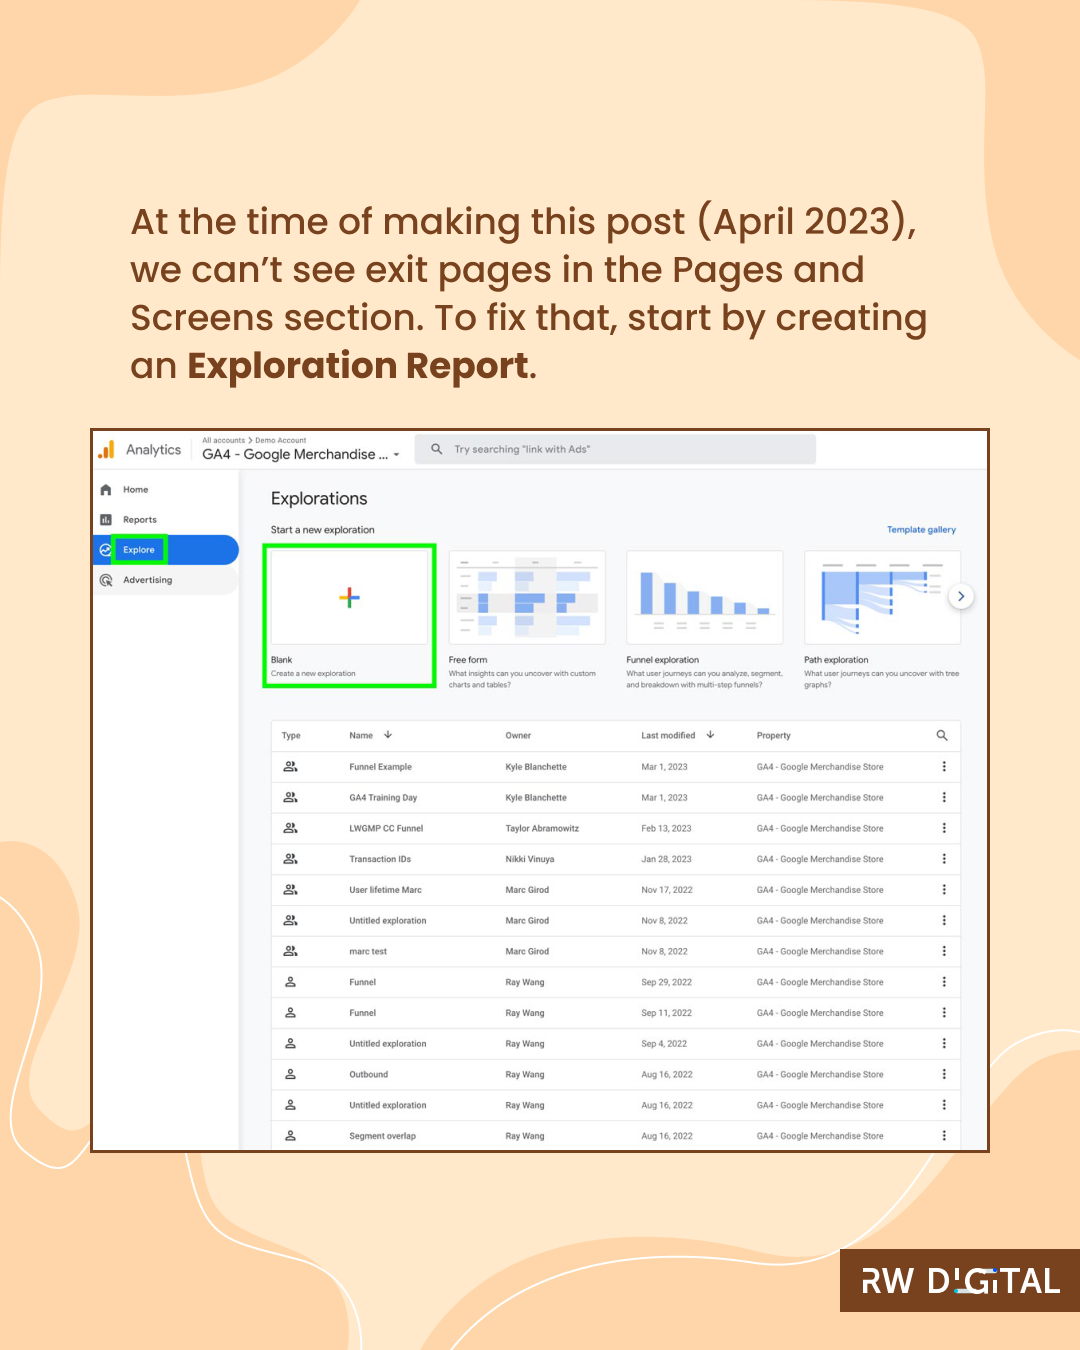 At the time of making this post (April 2023),
we can't see exit pages in the Pages and
Screens section. To fix that, start by creating
an Exploration Report.
Analytics
All accounts > Demo Account
GA4 - Google Merchandise ...
Try searching "link with Ads"
Home
Reports
Explore
Advertising
Explorations
Start a new exploration
Template gallery
Blank
Create a new exploration
Free form
What insights can you uncover with custom
charts and tables?
Funnel exploration
What user journeys can you analyze, segment,
and breakdown with multi-step funnels?
Path exploration
What user journeys can you uncover with tree
graphs?
Type Name Owner Last modified Property
Funnel Example Kyle Blanchette Mar 1, 2023 GA4 - Google Merchandise Store
GA4 Training Day Kyle Blanchette Mar 1, 2023 GA4 - Google Merchandise Store
LWGMP CC Funnel Taylor Abramowitz Feb 13, 2023 GA4 - Google Merchandise Store
Transaction IDs Nikki Vinuya Jan 28, 2023 GA4 - Google Merchandise Store
User lifetime Marc Marc Girod Nov 17, 2022 GA4 - Google Merchandise Store
Untitled exploration Marc Girod Nov 8, 2022 GA4 - Google Merchandise Store
marc test Marc Girod Nov 8, 2022 GA4 - Google Merchandise Store
Funnel Ray Wang Sep 29, 2022 GA4 - Google Merchandise Store
Funnel Ray Wang Sep 11, 2022 GA4 - Google Merchandise Store
Untitled exploration Ray Wang Sep 4, 2022 GA4 - Google Merchandise Store
Outbound Ray Wang Aug 16, 2022 GA4 - Google Merchandise Store
Untitled exploration Ray Wang Aug 16, 2022 GA4 - Google Merchandise Store
Segment overlap Ray Wang Aug 16, 2022 GA4 - Google Merchandise Store
RW DIGITAL